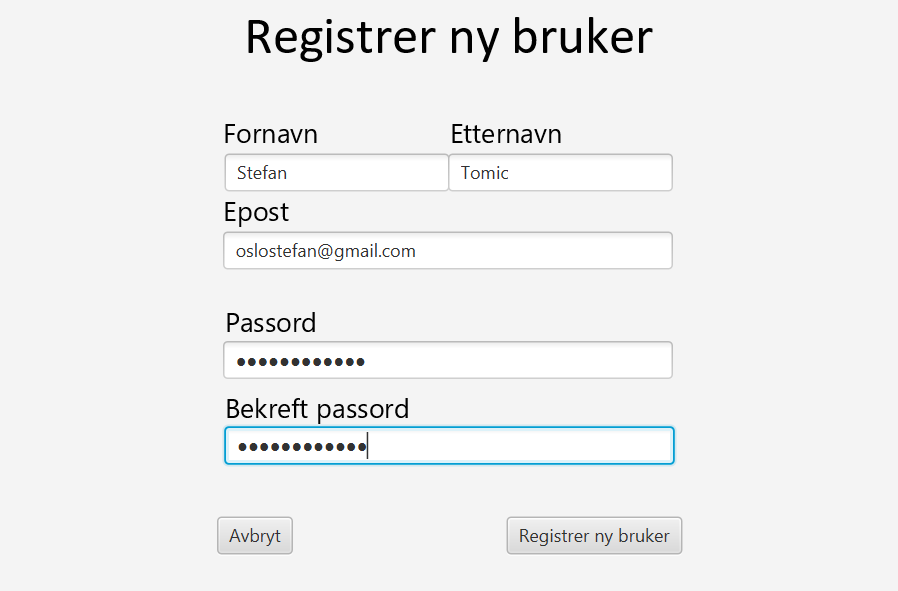 Registrer ny bruker
Fornavn Etternavn
Stefan Tomic
Epost
oslostefan@gmail.com
Passord
••••••••••••
Bekreft passord
••••••••••••
Avbryt Registrer ny bruker